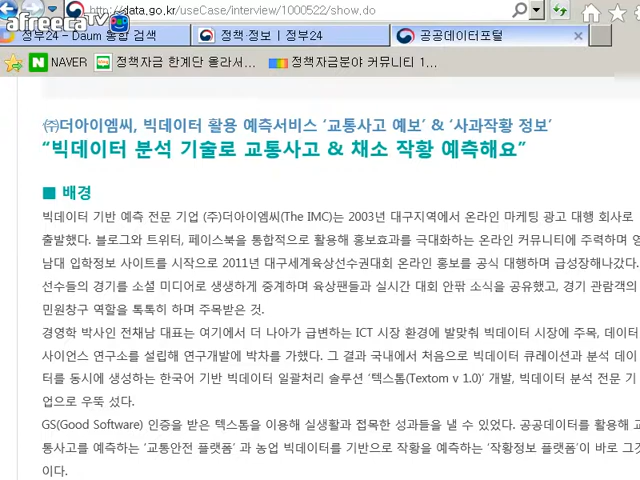 afreecaTV
http://data.go.kr/useCase/interview/1000522/show.do
정부24 - Daum 통합 검색
정책·정보 | 정부24
공공데이터포털
NAVER
정책자금 한계단 올라서...
정책자금분야 커뮤니티 1...
㈜더아이엠씨, 빅데이터 활용 예측서비스 ‘교통사고 예보’ & ‘사과작황 정보’
“빅데이터 분석 기술로 교통사고 & 채소 작황 예측해요”
■ 배경
빅데이터 기반 예측 전문 기업 (주)더아이엠씨(The IMC)는 2003년 대구지역에서 온라인 마케팅 광고 대행 회사로
출발했다. 블로그와 트위터, 페이스북을 통합적으로 활용해 홍보효과를 극대화하는 온라인 커뮤니티에 주력하며 영
남대 입학정보 사이트를 시작으로 2011년 대구세계육상선수권대회 온라인 홍보를 공식 대행하며 급성장해나갔다.
선수들의 경기를 소셜 미디어로 생생하게 중계하며 육상팬들과 실시간 대회 안팎 소식을 공유했고, 경기 관람객의
민원창구 역할을 톡톡히 하며 주목받은 것.
경영학 박사인 전채남 대표는 여기에서 더 나아가 급변하는 ICT 시장 환경에 발맞춰 빅데이터 시장에 주목, 데이터
사이언스 연구소를 설립해 연구개발에 박차를 가했다. 그 결과 국내에서 처음으로 빅데이터 큐레이션과 분석 데이
터를 동시에 생성하는 한국어 기반 빅데이터 일괄처리 솔루션 ‘텍스톰(Textom v 1.0)’ 개발, 빅데이터 분석 전문 기
업으로 우뚝 섰다.
GS(Good Software) 인증을 받은 텍스톰을 이용해 실생활과 접목한 성과들을 낼 수 있었다. 공공데이터를 활용해 교
통사고를 예측하는 ‘교통안전 플랫폼’ 과 농업 빅데이터를 기반으로 작황을 예측하는 ‘작황정보 플랫폼’이 바로 그것
이다.